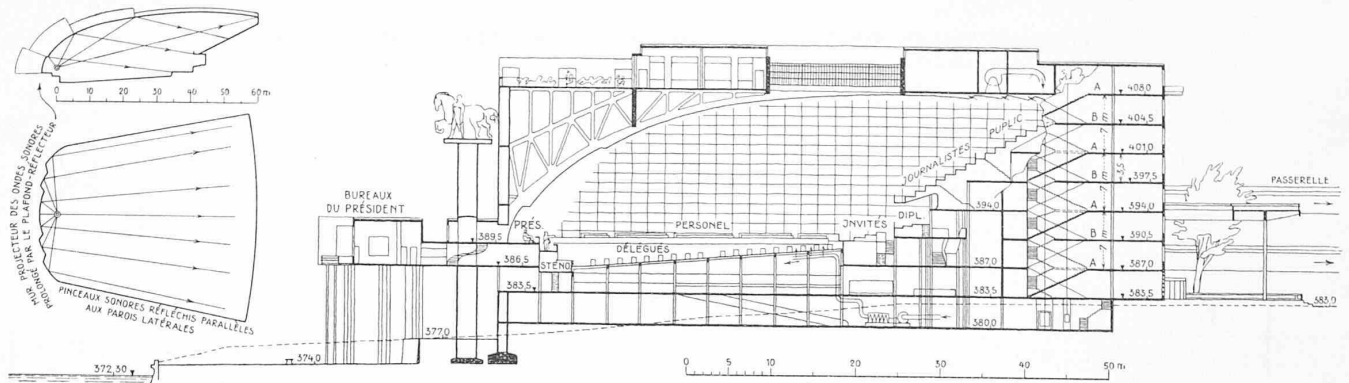 0 10 20 30 40 50 60 m
MUR PROJECTEUR DES ONDES SONORES
PROLONGÉ PAR LE PLAFOND-RÉFLECTEUR
PINCEAUX SONORES RÉFLÉCHIS PARALLÈLES
AUX PAROIS LATÉRALES
BUREAUX
DU PRÉSIDENT
PRÉS.
PERSONEL
DÉLÉGUÉS
STÉNO
JNVITÉS
DIPL.
JOURNALISTES
PUPLIC
PASSERELLE
A 408,0
B 404,5
A 401,0
B 397,5
A 394,0
B 390,5
A 387,0
383,5
7 m
3,5
7
394,0
387,0
383,5
380,0
389,5
386,5
383,5
377,0
374,0
372,30
383,0
0 5 10 20 30 40 50 m